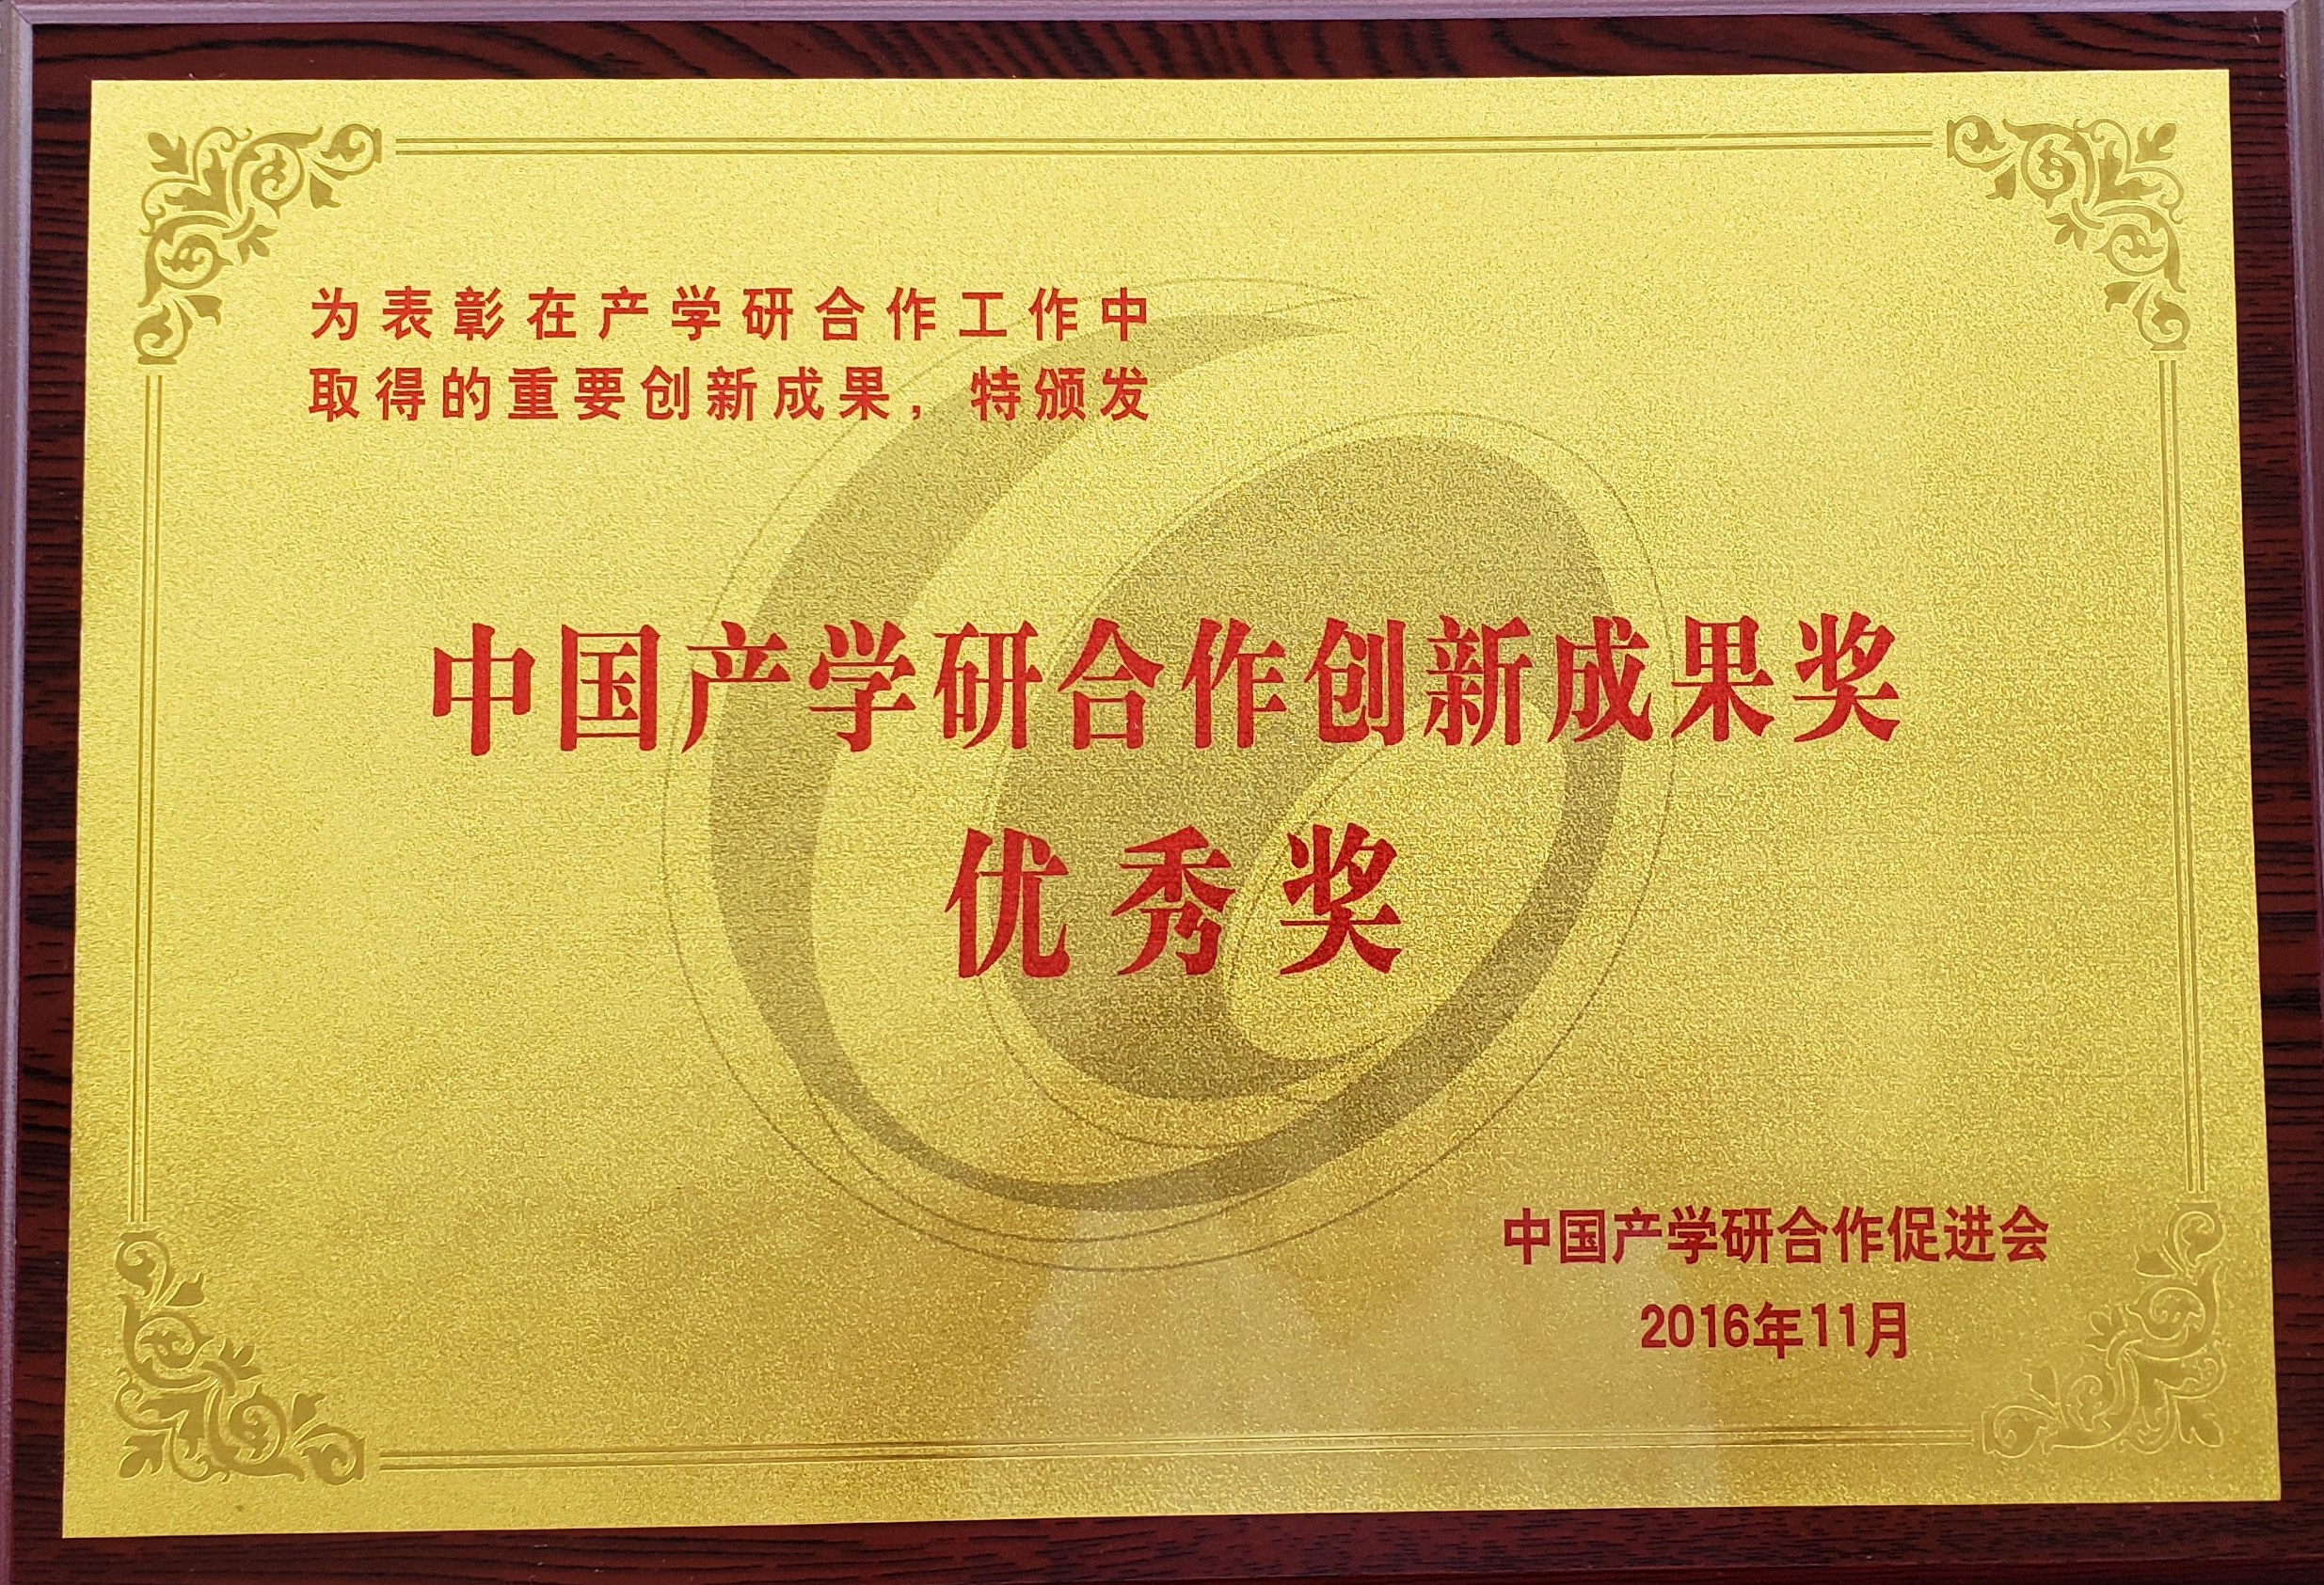 为表彰在产学研合作工作中
取得的重要创新成果，特颁发
中国产学研合作创新成果奖
优秀奖
中国产学研合作促进会
2016年11月